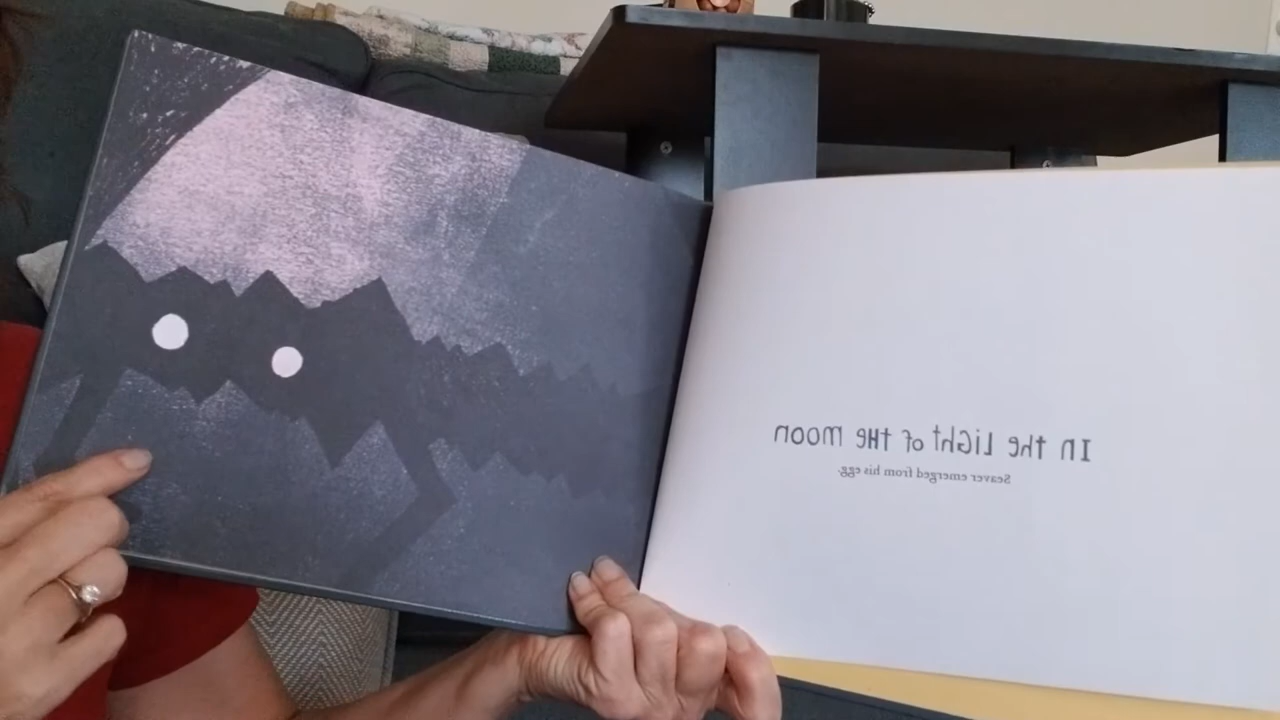 In the Light of the moon
Seaver emerged from his egg.